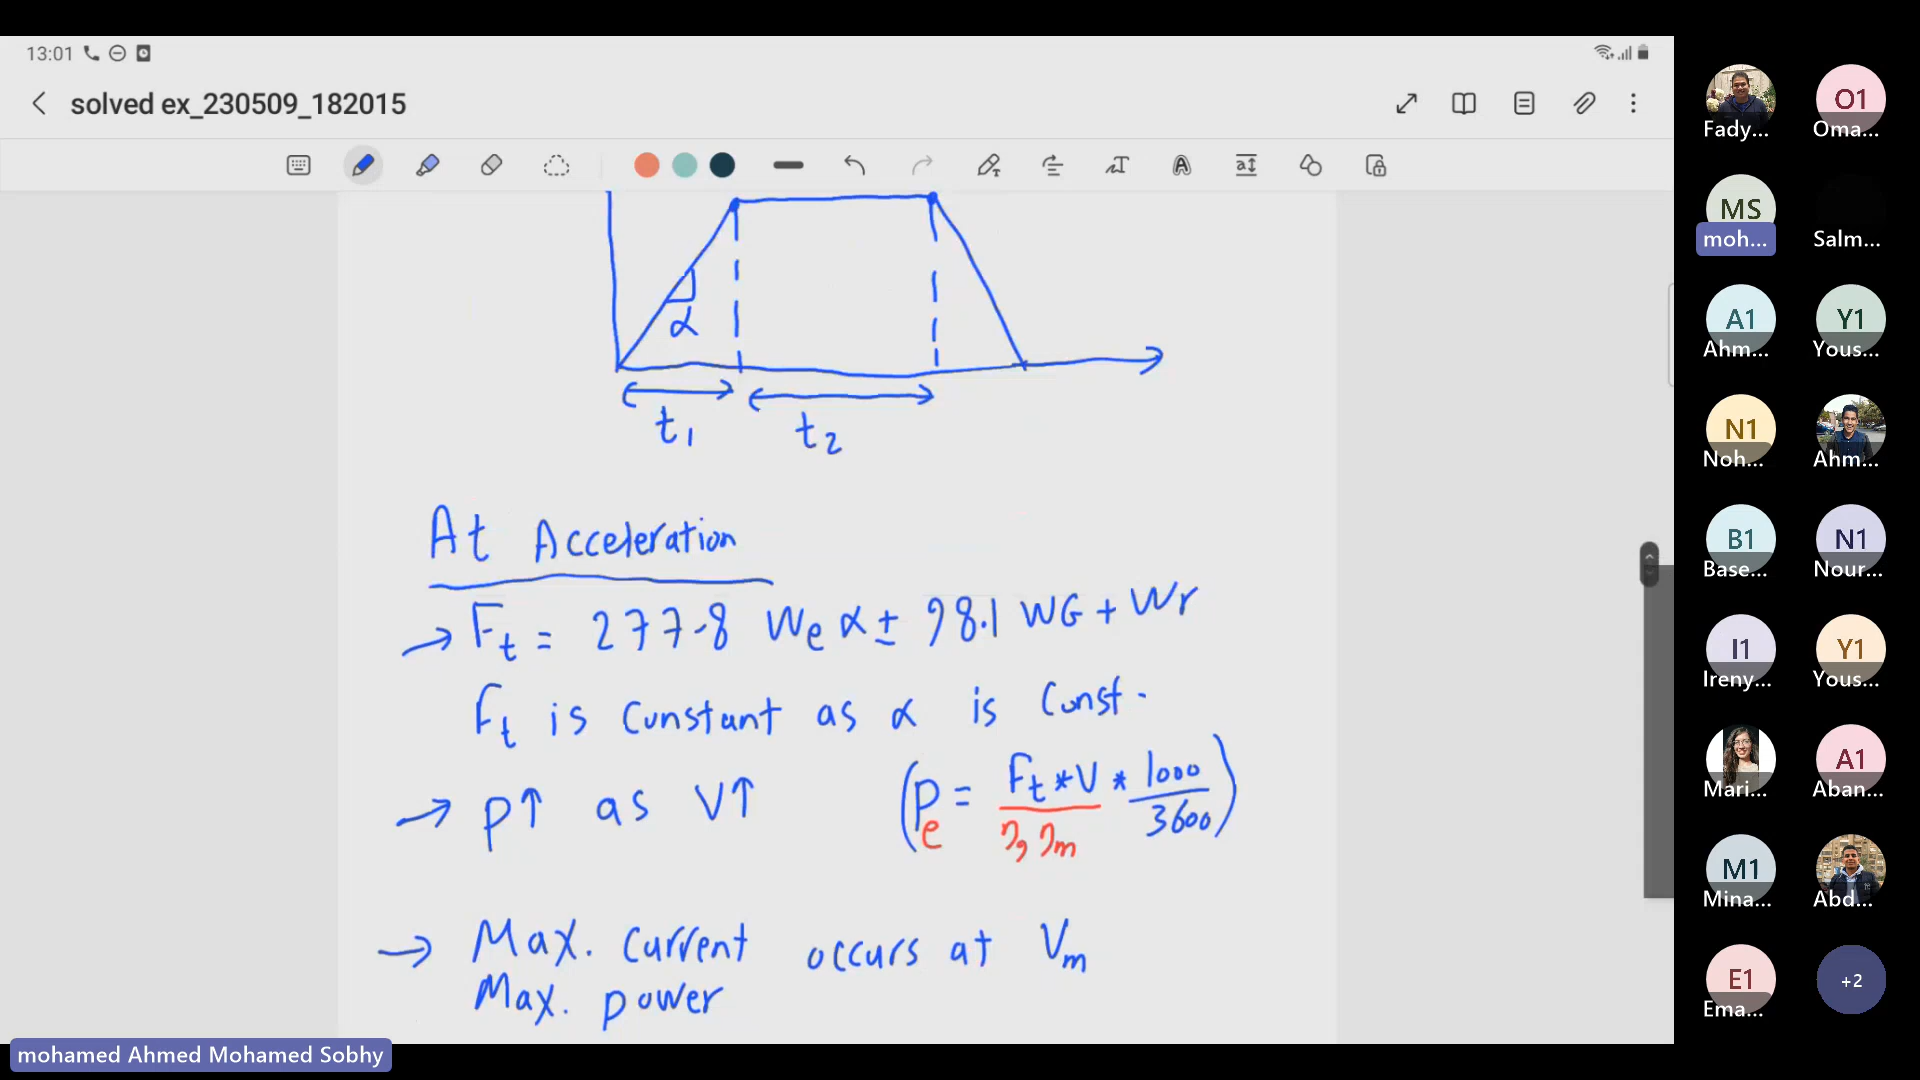 13:01
solved ex_230509_182015
α
t1
t2
At Acceleration
→ Ft = 277.8 We α ± 98.1 WG + Wr
Ft is constant as α is Const.
→ P↑ as V↑ (Pe = Ft*V / ηg ηm * 1000 / 3600)
→ Max. Current occurs at Vm
Max. power
mohamed Ahmed Mohamed Sobhy
Fady...
O1
Oma...
MS
moh...
Salm...
A1
Ahm...
Y1
Yous...
N1
Noh...
Ahm...
B1
Base...
N1
Nour...
I1
Ireny...
Y1
Yous...
Mari...
A1
Aban...
M1
Mina...
Abd...
E1
Ema...
+2